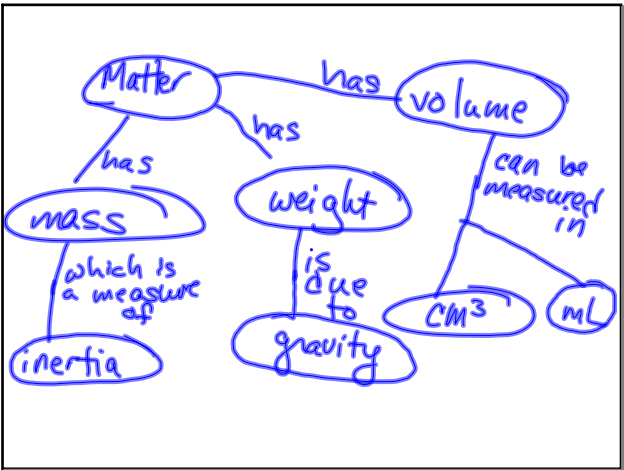 Matter
has
volume
has
has
can be
measured
in
mass
weight
which is
a measure
of
is
due
to
cm³
mL
inertia
gravity